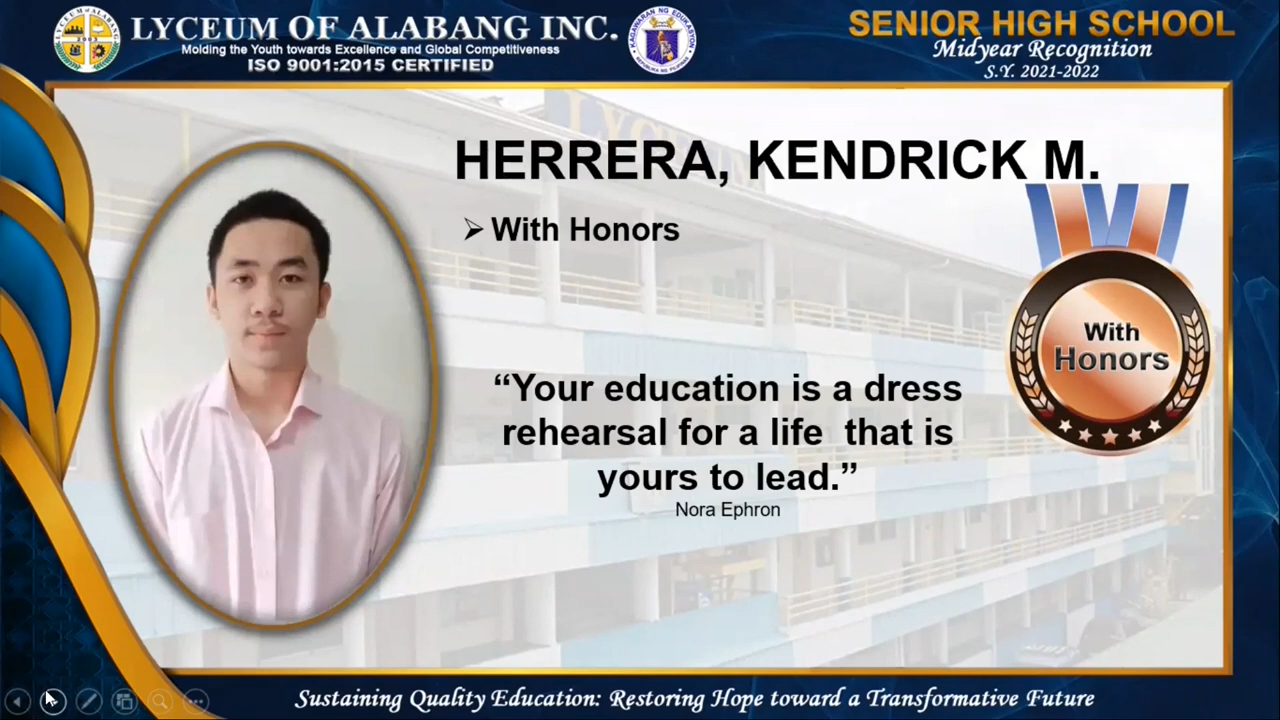 LYCEUM OF ALABANG INC.
Molding the Youth towards Excellence and Global Competitiveness
ISO 9001:2015 CERTIFIED
SENIOR HIGH SCHOOL
Midyear Recognition
S.Y. 2021-2022
HERRERA, KENDRICK M.
With Honors
With
Honors
“Your education is a dress
rehearsal for a life that is
yours to lead.”
Nora Ephron
Sustaining Quality Education: Restoring Hope toward a Transformative Future